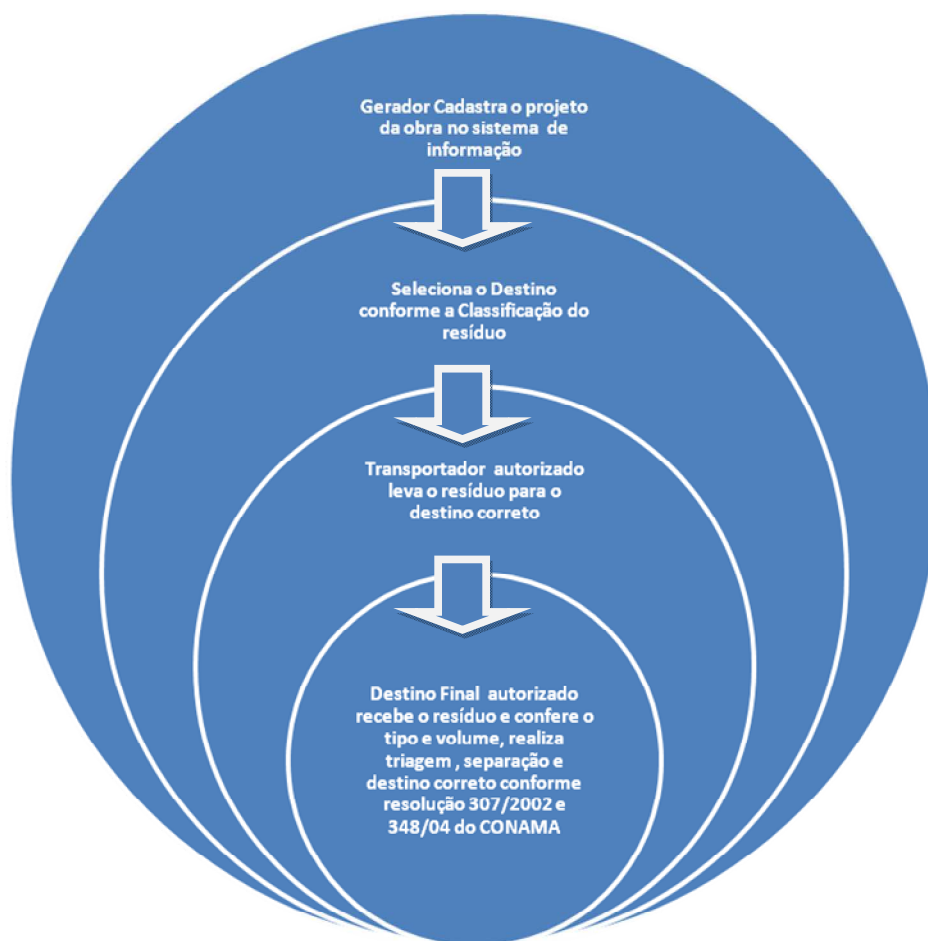 Gerador Cadastra o projeto
da obra no sistema de
informação
Seleciona o Destino
conforme a Classificação do
resíduo
Transportador autorizado
leva o resíduo para o
destino correto
Destino Final autorizado
recebe o resíduo e confere o
tipo e volume, realiza
triagem , separação e
destino correto conforme
resolução 307/2002 e
348/04 do CONAMA